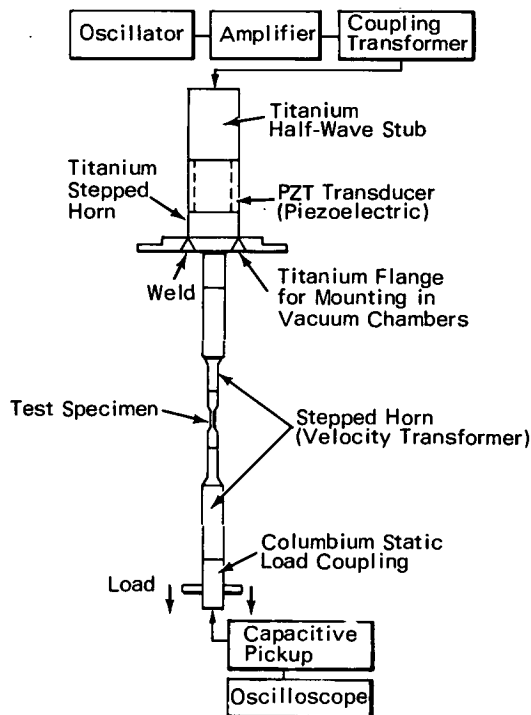 Oscillator
Amplifier
Coupling
Transformer
Titanium
Half-Wave Stub
Titanium
Stepped
Horn
PZT Transducer
(Piezoelectric)
Weld
Titanium Flange
for Mounting in
Vacuum Chambers
Test Specimen
Stepped Horn
(Velocity Transformer)
Columbium Static
Load Coupling
Load
Capacitive
Pickup
Oscilloscope